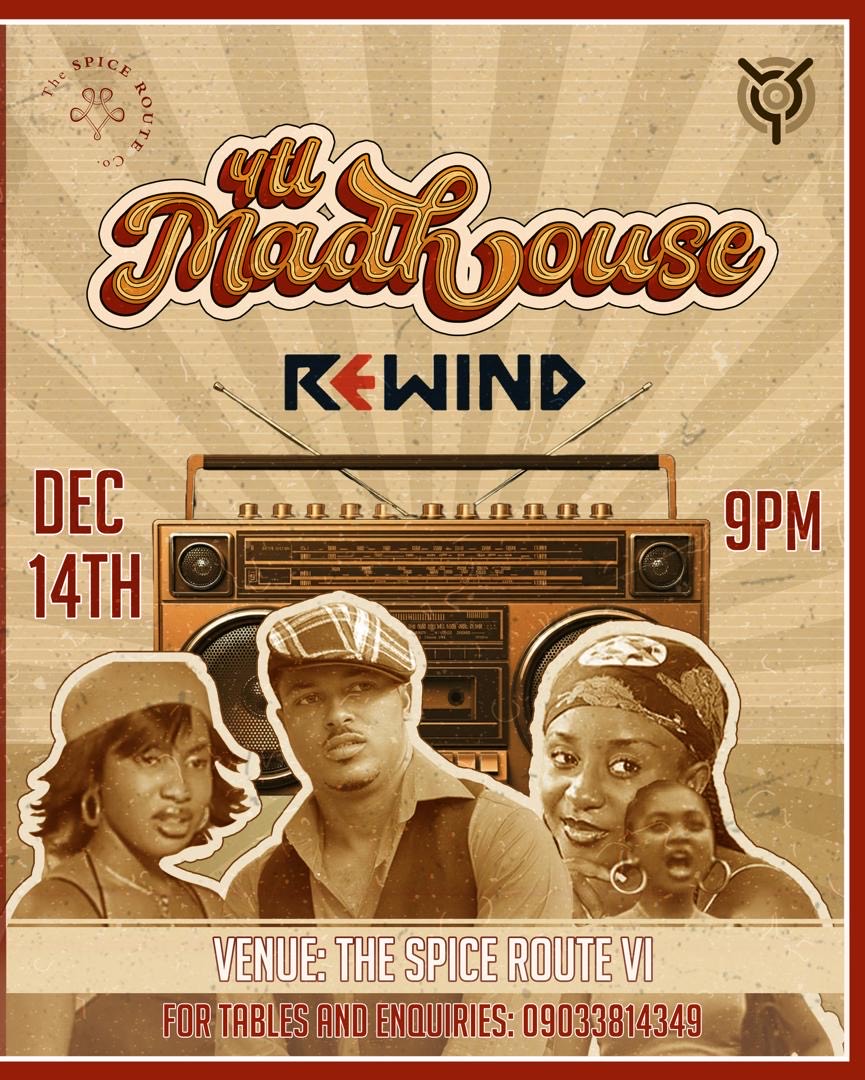 The SPICE ROUTE Co.
yttl
Madhouse
REWIND
DEC
14TH
9PM
VENUE: THE SPICE ROUTE VI
FOR TABLES AND ENQUIRIES: 09033814349